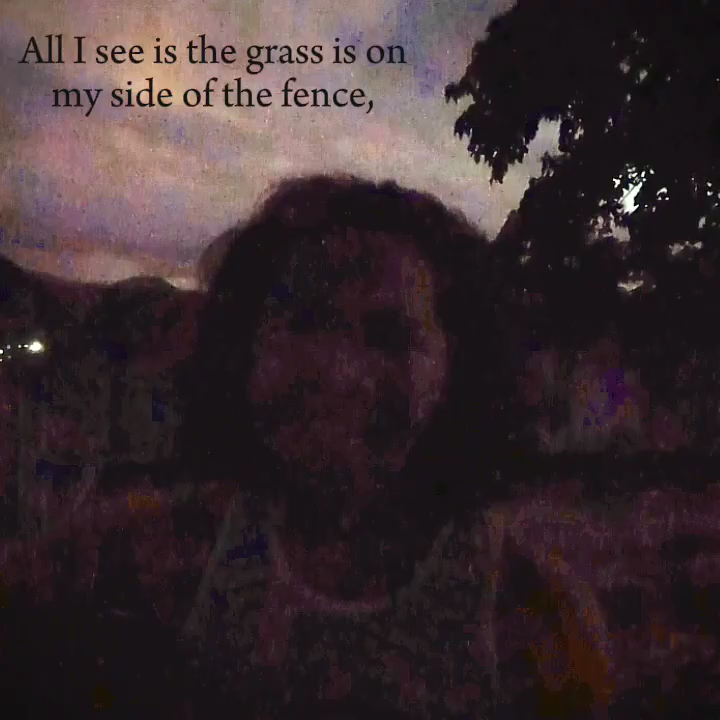 All I see is the grass is on
my side of the fence,